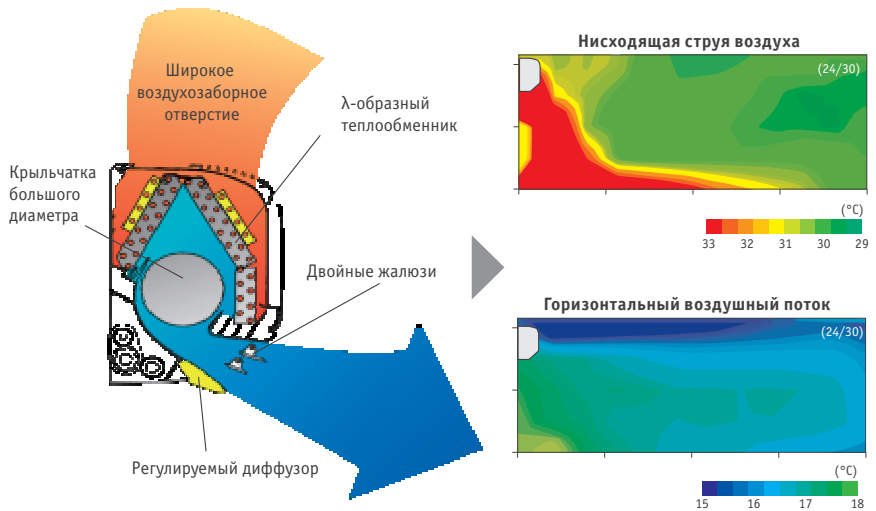 Широкое
воздухозаборное
отверстие
λ-образный
теплообменник
Крыльчатка
большого
диаметра
Двойные жалюзи
Регулируемый диффузор
Нисходящая струя воздуха
(24/30)
(°C)
33 32 31 30 29
Горизонтальный воздушный поток
(24/30)
(°C)
15 16 17 18